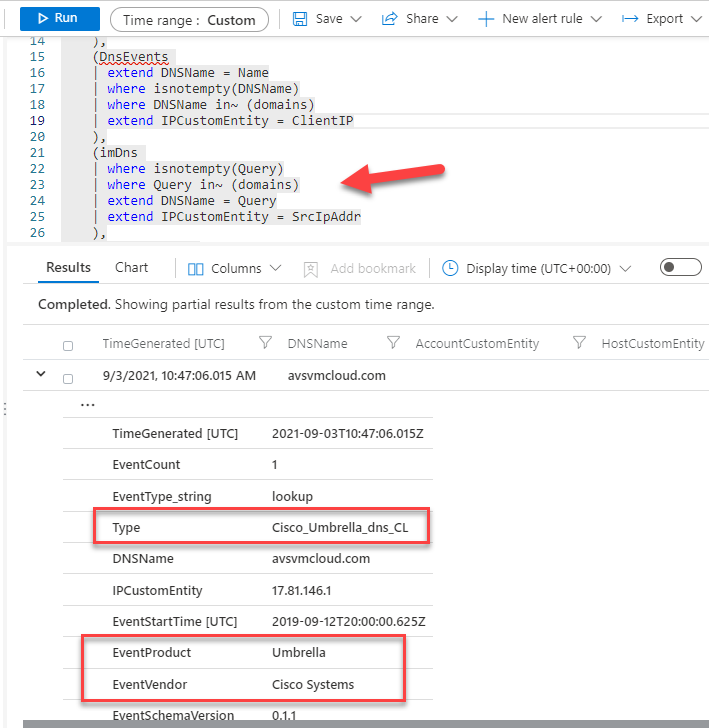 Run
Time range : Custom
Save
Share
New alert rule
Export
14 ),
15 (DnsEvents
16 | extend DNSName = Name
17 | where isnotempty(DNSName)
18 | where DNSName in~ (domains)
19 | extend IPCustomEntity = ClientIP
20 ),
21 (imDns
22 | where isnotempty(Query)
23 | where Query in~ (domains)
24 | extend DNSName = Query
25 | extend IPCustomEntity = SrcIpAddr
26 ),
Results
Chart
Columns
Add bookmark
Display time (UTC+00:00)
Completed. Showing partial results from the custom time range.
TimeGenerated [UTC] DNSName AccountCustomEntity HostCustomEntity
9/3/2021, 10:47:06.015 AM avsvmcloud.com
...
TimeGenerated [UTC] 2021-09-03T10:47:06.015Z
EventCount 1
EventType_string lookup
Type Cisco_Umbrella_dns_CL
DNSName avsvmcloud.com
IPCustomEntity 17.81.146.1
EventStartTime [UTC] 2019-09-12T20:00:00.625Z
EventProduct Umbrella
EventVendor Cisco Systems
EventSchemaVersion 0.1.1